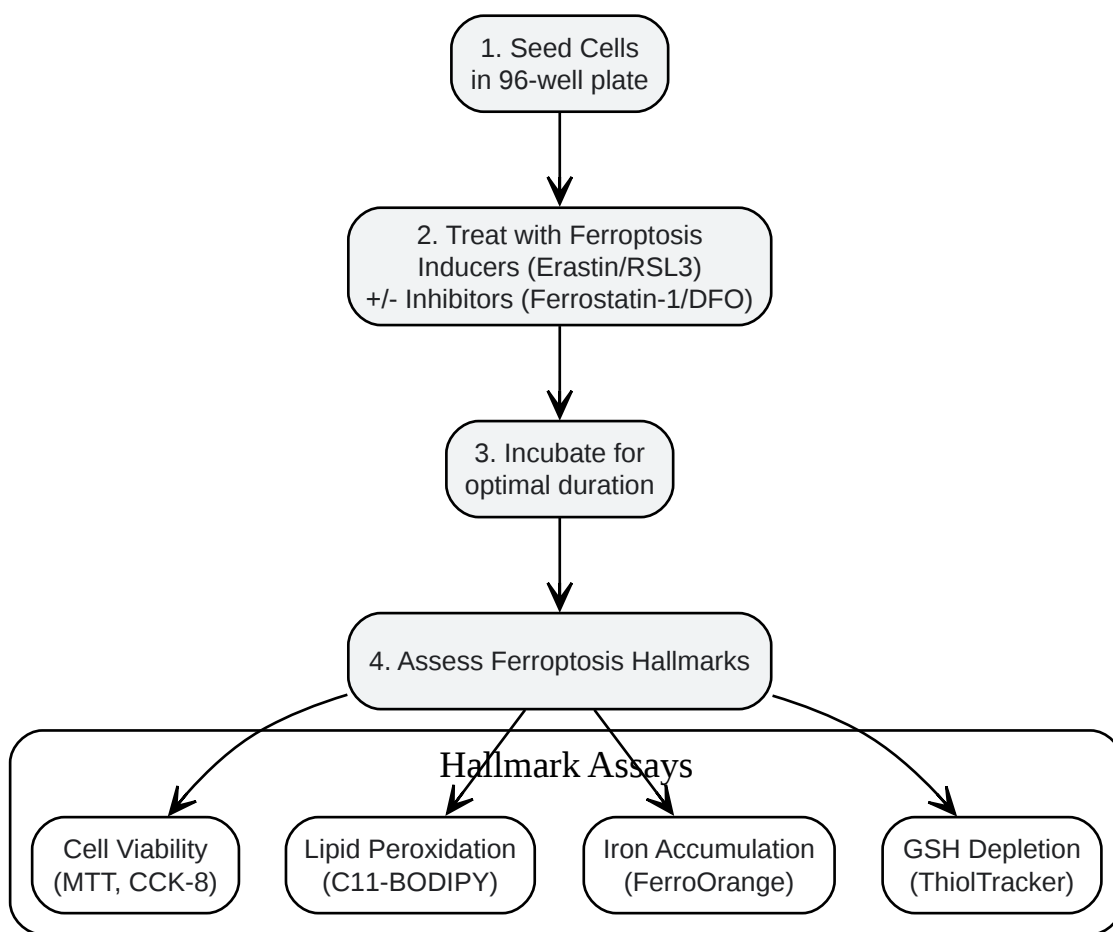 1. Seed Cells
in 96-well plate
2. Treat with Ferroptosis
Inducers (Erastin/RSL3)
+/- Inhibitors (Ferrostatin-1/DFO)
3. Incubate for
optimal duration
4. Assess Ferroptosis Hallmarks
Hallmark Assays
Cell Viability
(MTT, CCK-8)
Lipid Peroxidation
(C11-BODIPY)
Iron Accumulation
(FerroOrange)
GSH Depletion
(ThiolTracker)